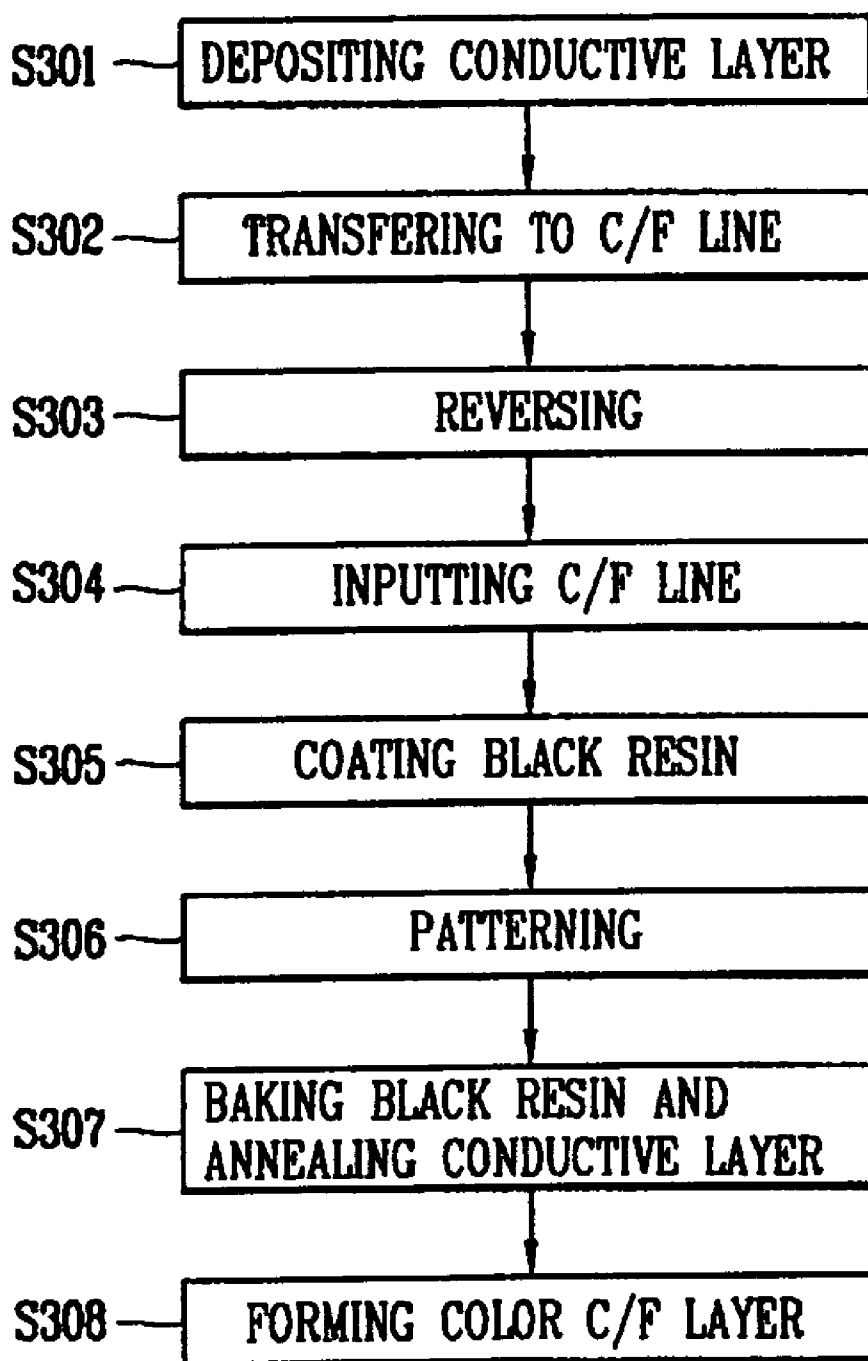 S301 DEPOSITING CONDUCTIVE LAYER
S302 TRANSFERING TO C/F LINE
S303 REVERSING
S304 INPUTTING C/F LINE
S305 COATING BLACK RESIN
S306 PATTERNING
S307 BAKING BLACK RESIN AND
ANNEALING CONDUCTIVE LAYER
S308 FORMING COLOR C/F LAYER